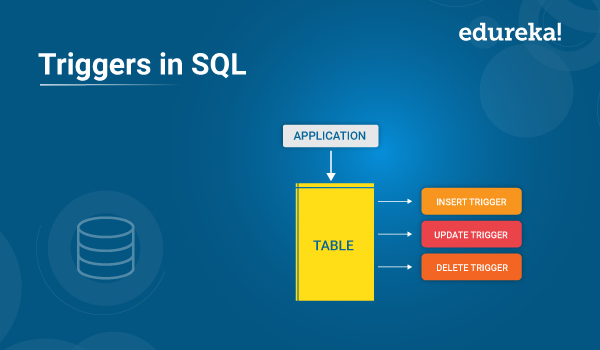 edureka!
Triggers in SQL
APPLICATION
TABLE
INSERT TRIGGER
UPDATE TRIGGER
DELETE TRIGGER